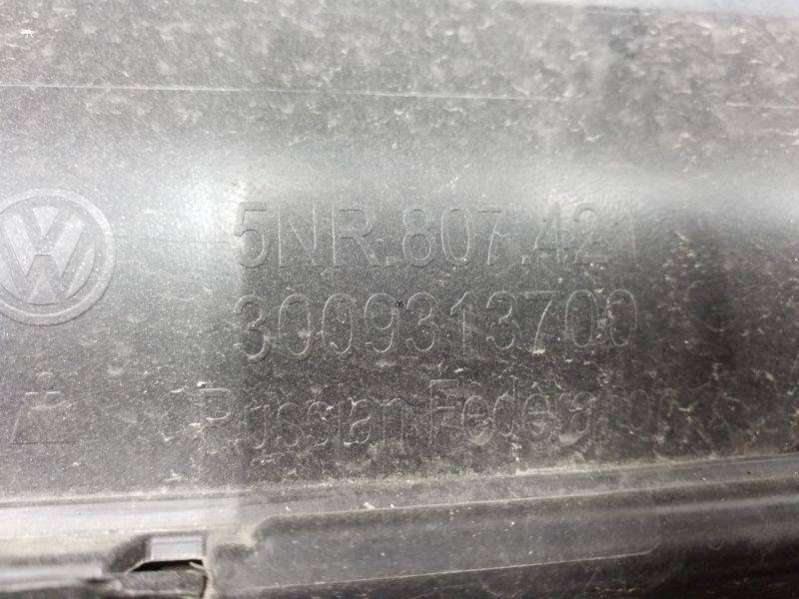 5NR.807.421
3009313700
Russian Federation